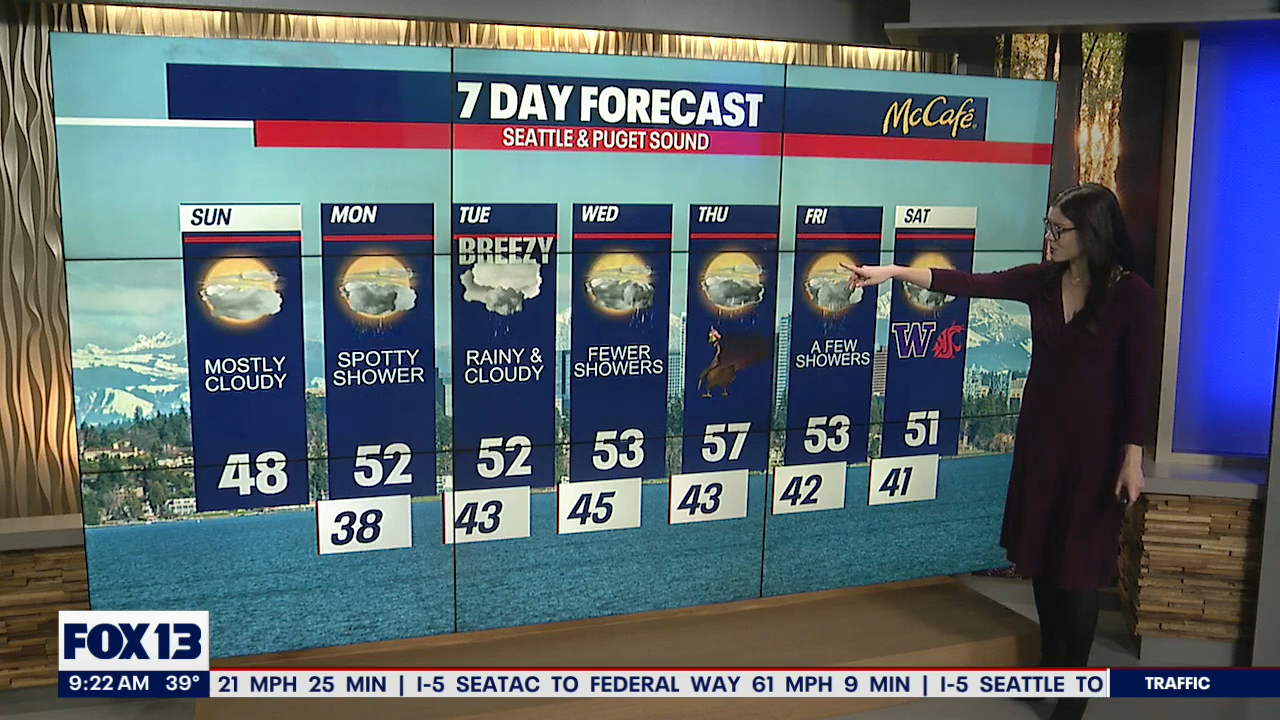 7 DAY FORECAST
SEATTLE & PUGET SOUND
McCafé®
SUN
MOSTLY
CLOUDY
48
MON
SPOTTY
SHOWER
52
38
TUE
BREEZY
RAINY &
CLOUDY
52
43
WED
FEWER
SHOWERS
53
45
THU
57
43
FRI
A FEW
SHOWERS
53
42
SAT
W
51
41
FOX 13
9:22 AM 39°
21 MPH 25 MIN | I-5 SEATAC TO FEDERAL WAY 61 MPH 9 MIN | I-5 SEATTLE TO
TRAFFIC